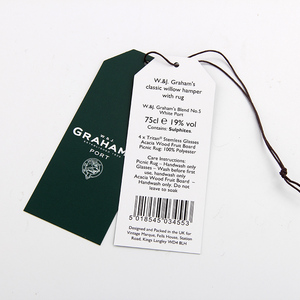 W. & J.
GRAHAM'
PORT
W.&J. Graham's
classic willow hamper
with rug
W.&J. Graham's Blend No.5
White Port
75cl e 19% vol
Contains: Sulphites.
4 x Tritan® Stainless Glasses
Acacia Wood Fruit Board
Picnic Rug: 100% Polyester
Care Instructions:
Picnic Rug - Handwash only
Glasses - Wash before first
use, handwash only
Acacia Wood Fruit Board -
Handwash only. Do not
leave to soak
5 018545 034553
Designed and Packed in the UK for
Vintage Marque, Falls House, Station
Road, Kings Langley WD4 8LH